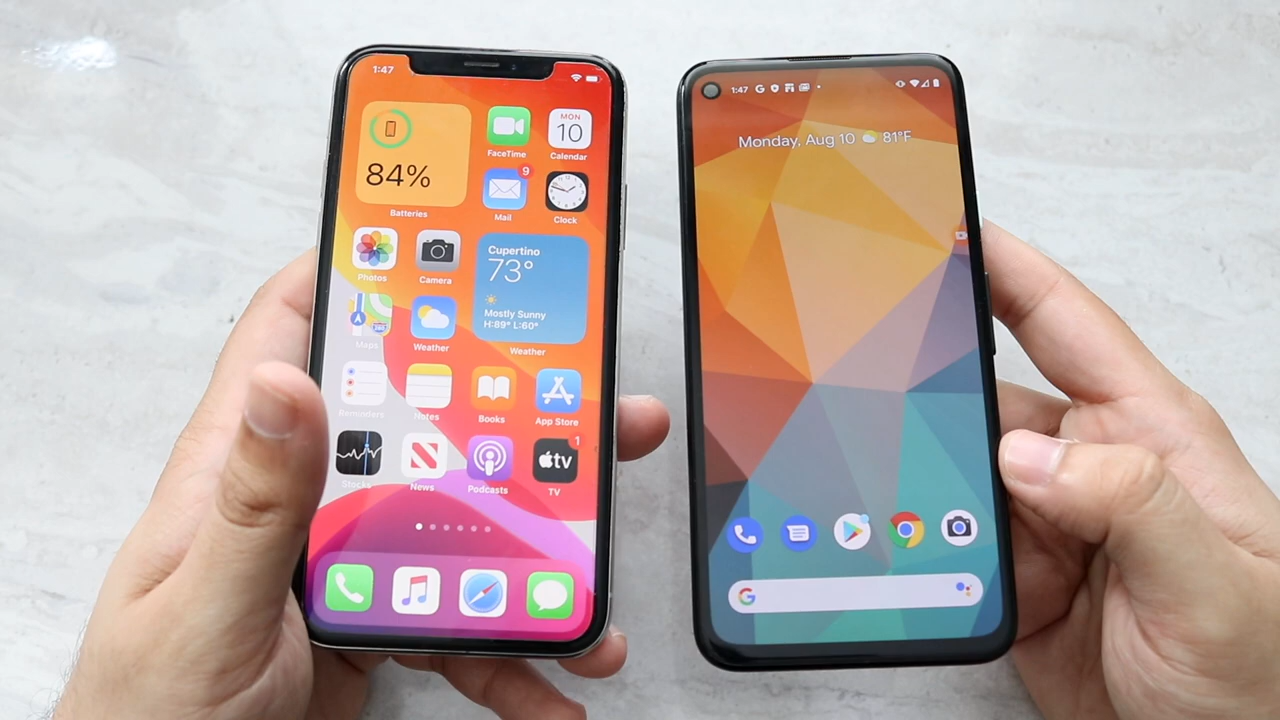 1:47
84%
Batteries
FaceTime
MON
10
Calendar
9
Mail
Clock
Photos
Camera
Cupertino
73°
Mostly Sunny
H:89° L:60°
Weather
Maps
Weather
Reminders
Notes
Books
App Store
Stocks
News
Podcasts
tv
1
TV
1:47 G
Monday, Aug 10 81°F
G